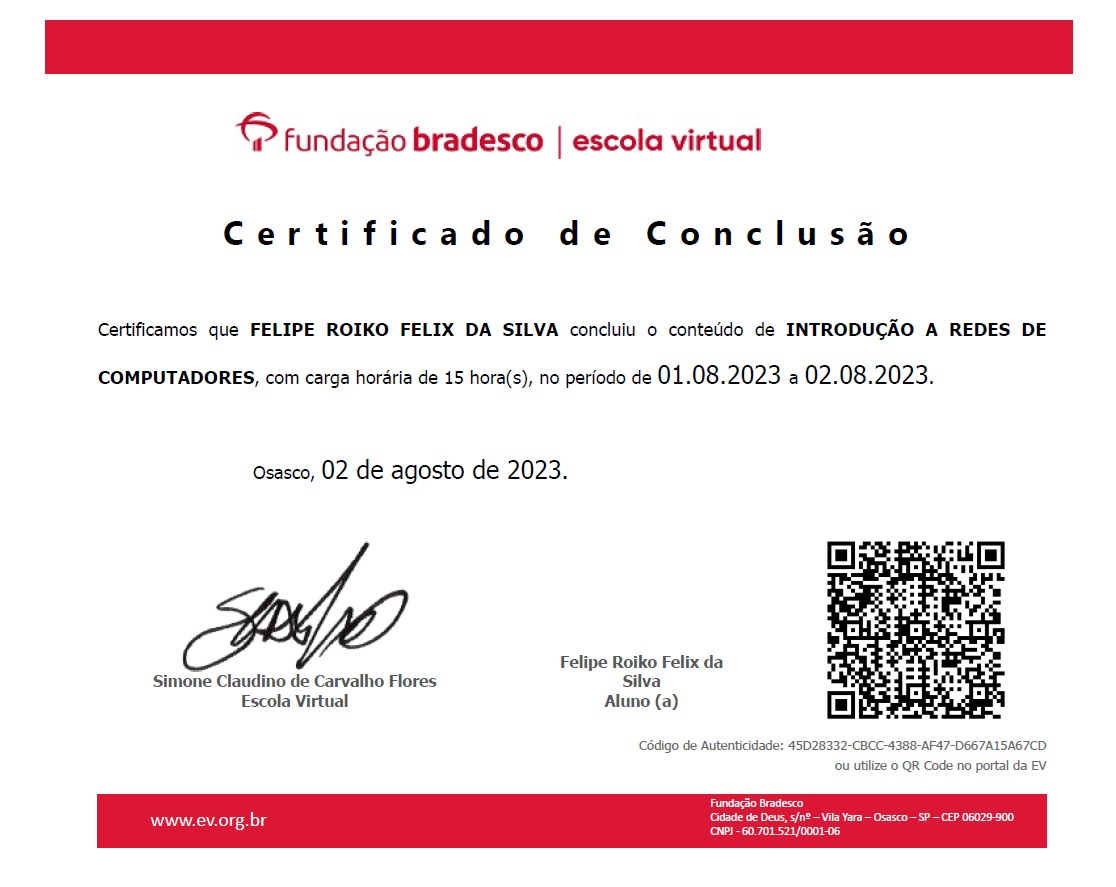 fundação bradesco | escola virtual
Certificado de Conclusão
Certificamos que FELIPE ROIKO FELIX DA SILVA concluiu o conteúdo de INTRODUÇÃO A REDES DE
COMPUTADORES, com carga horária de 15 hora(s), no período de 01.08.2023 a 02.08.2023.
Osasco, 02 de agosto de 2023.
Simone Claudino de Carvalho Flores
Escola Virtual
Felipe Roiko Felix da
Silva
Aluno (a)
Código de Autenticidade: 45D28332-CBCC-4388-AF47-D667A15A67CD
ou utilize o QR Code no portal da EV
www.ev.org.br
Fundação Bradesco
Cidade de Deus, s/nº – Vila Yara – Osasco – SP – CEP 06029-900
CNPJ - 60.701.521/0001-06